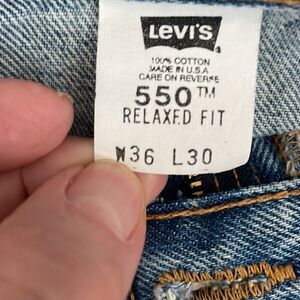 LEVI'S
100% COTTON
MADE IN U.S.A
CARE ON REVERSE
550™
RELAXED FIT
W36 L30